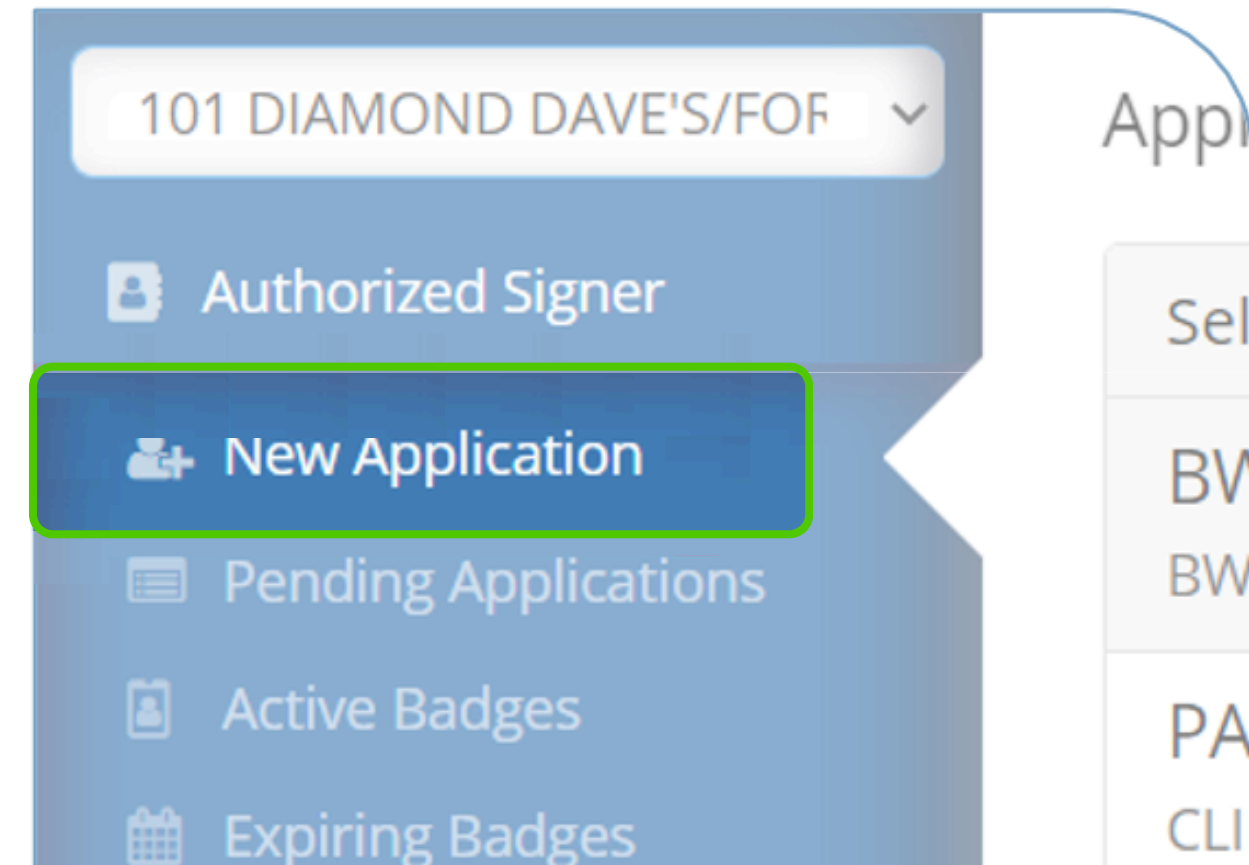 101 DIAMOND DAVE'S/FOR
Authorized Signer
New Application
Pending Applications
Active Badges
Expiring Badges
Appl
Sel
BW
BW
PA
CLI